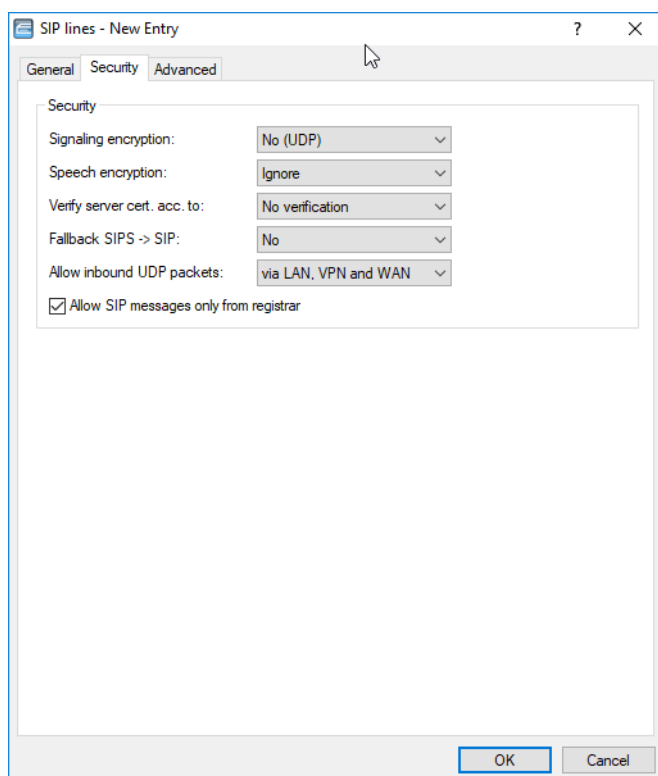 SIP lines - New Entry
General Security Advanced
Security
Signaling encryption: No (UDP)
Speech encryption: Ignore
Verify server cert. acc. to: No verification
Fallback SIPS -> SIP: No
Allow inbound UDP packets: via LAN, VPN and WAN
Allow SIP messages only from registrar
OK Cancel